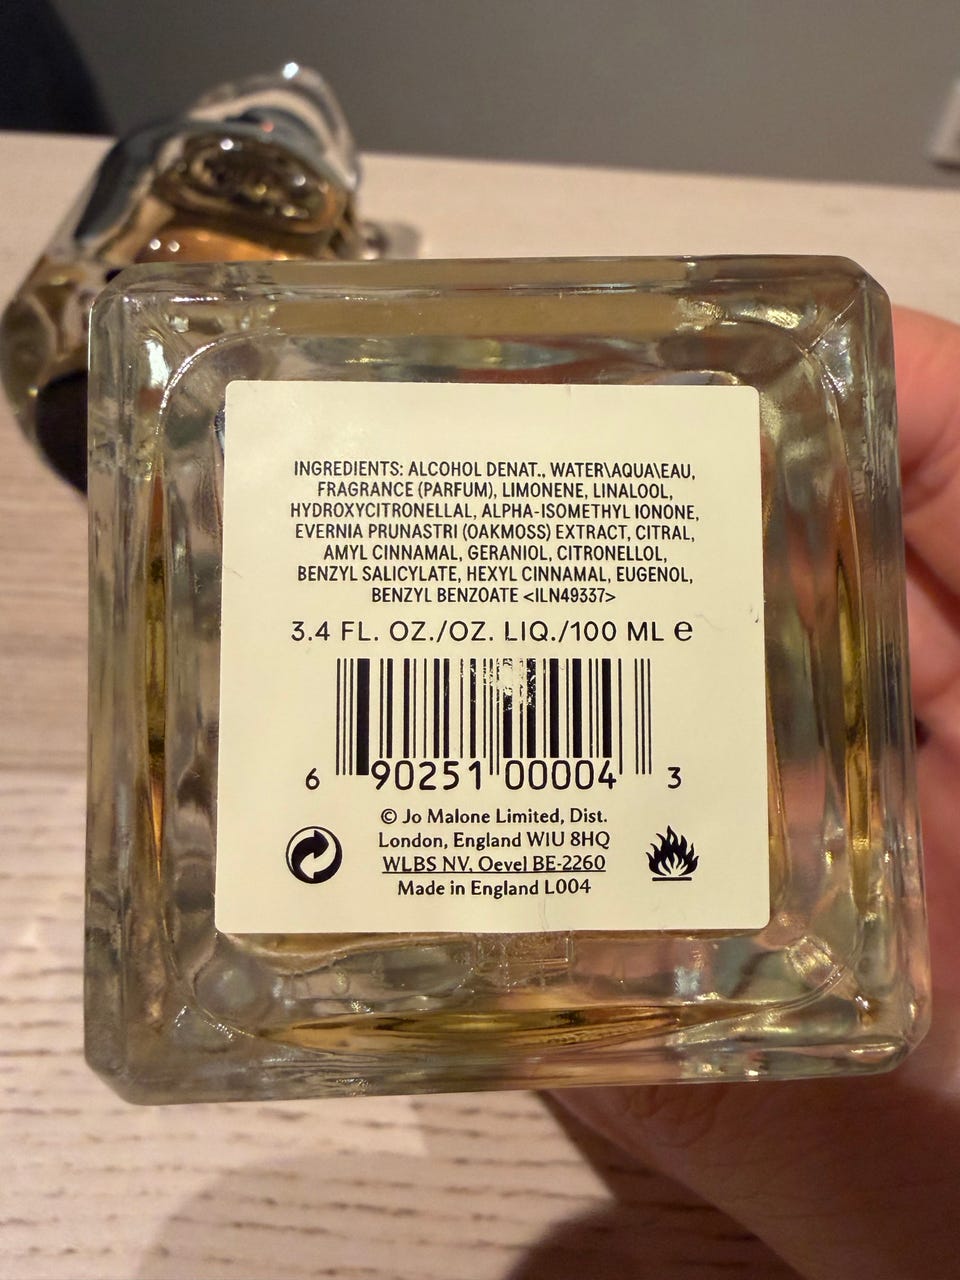 INGREDIENTS: ALCOHOL DENAT., WATER\AQUA\EAU,
FRAGRANCE (PARFUM), LIMONENE, LINALOOL,
HYDROXYCITRONELLAL, ALPHA-ISOMETHYL IONONE,
EVERNIA PRUNASTRI (OAKMOSS) EXTRACT, CITRAL,
AMYL CINNAMAL, GERANIOL, CITRONELLOL,
BENZYL SALICYLATE, HEXYL CINNAMAL, EUGENOL,
BENZYL BENZOATE <ILN49337>
3.4 FL. OZ./OZ. LIQ./100 ML ℮
6 90251 00004 3
© Jo Malone Limited, Dist.
London, England W1U 8HQ
WLBS NV, Oevel BE-2260
Made in England L004